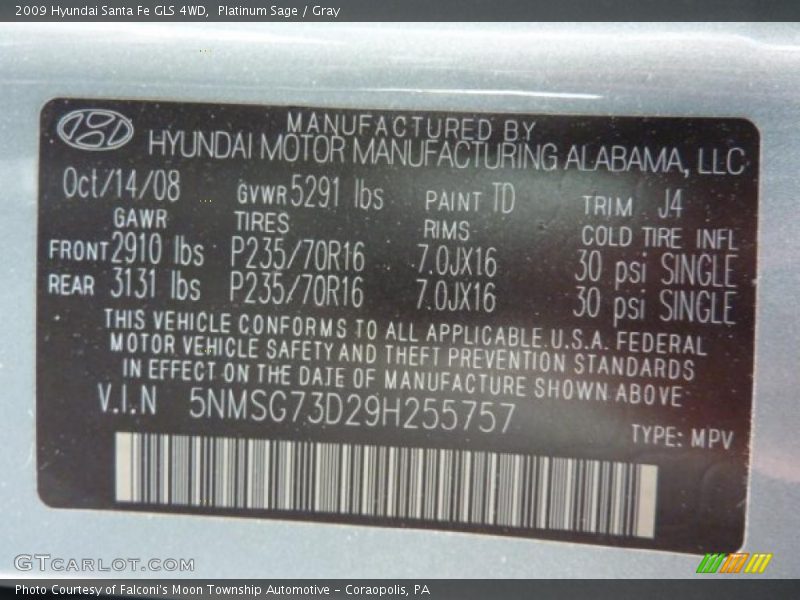 2009 Hyundai Santa Fe GLS 4WD, Platinum Sage / Gray
MANUFACTURED BY
HYUNDAI MOTOR MANUFACTURING ALABAMA, LLC
Oct/14/08 GVWR 5291 lbs PAINT TD TRIM J4
GAWR TIRES RIMS COLD TIRE INFL
FRONT 2910 lbs P235/70R16 7.0JX16 30 psi SINGLE
REAR 3131 lbs P235/70R16 7.0JX16 30 psi SINGLE
THIS VEHICLE CONFORMS TO ALL APPLICABLE U.S.A. FEDERAL
MOTOR VEHICLE SAFETY AND THEFT PREVENTION STANDARDS
IN EFFECT ON THE DATE OF MANUFACTURE SHOWN ABOVE
V.I.N 5NMSG73D29H255757
TYPE: MPV
GTCARLOT.COM
Photo Courtesy of Falconi's Moon Township Automotive - Coraopolis, PA